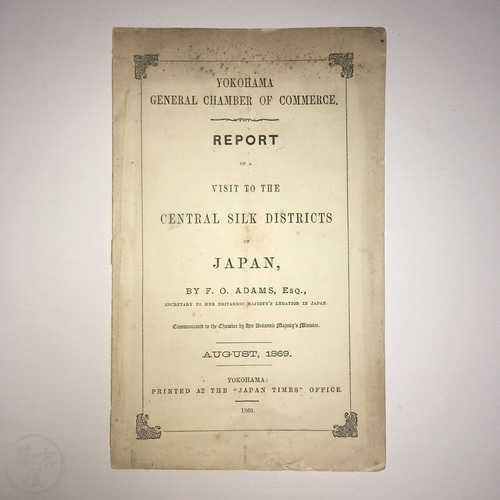 YOKOHAMA
GENERAL CHAMBER OF COMMERCE.
REPORT
OF A
VISIT TO THE
CENTRAL SILK DISTRICTS
OF
JAPAN,
BY F. O. ADAMS, ESQ.,
SECRETARY TO HER BRITANNIC MAJESTY'S LEGATION IN JAPAN.
Communicated to the Chamber by Her Britannic Majesty's Minister.
AUGUST, 1869.
YOKOHAMA:
PRINTED AT THE "JAPAN TIMES" OFFICE.
1869.